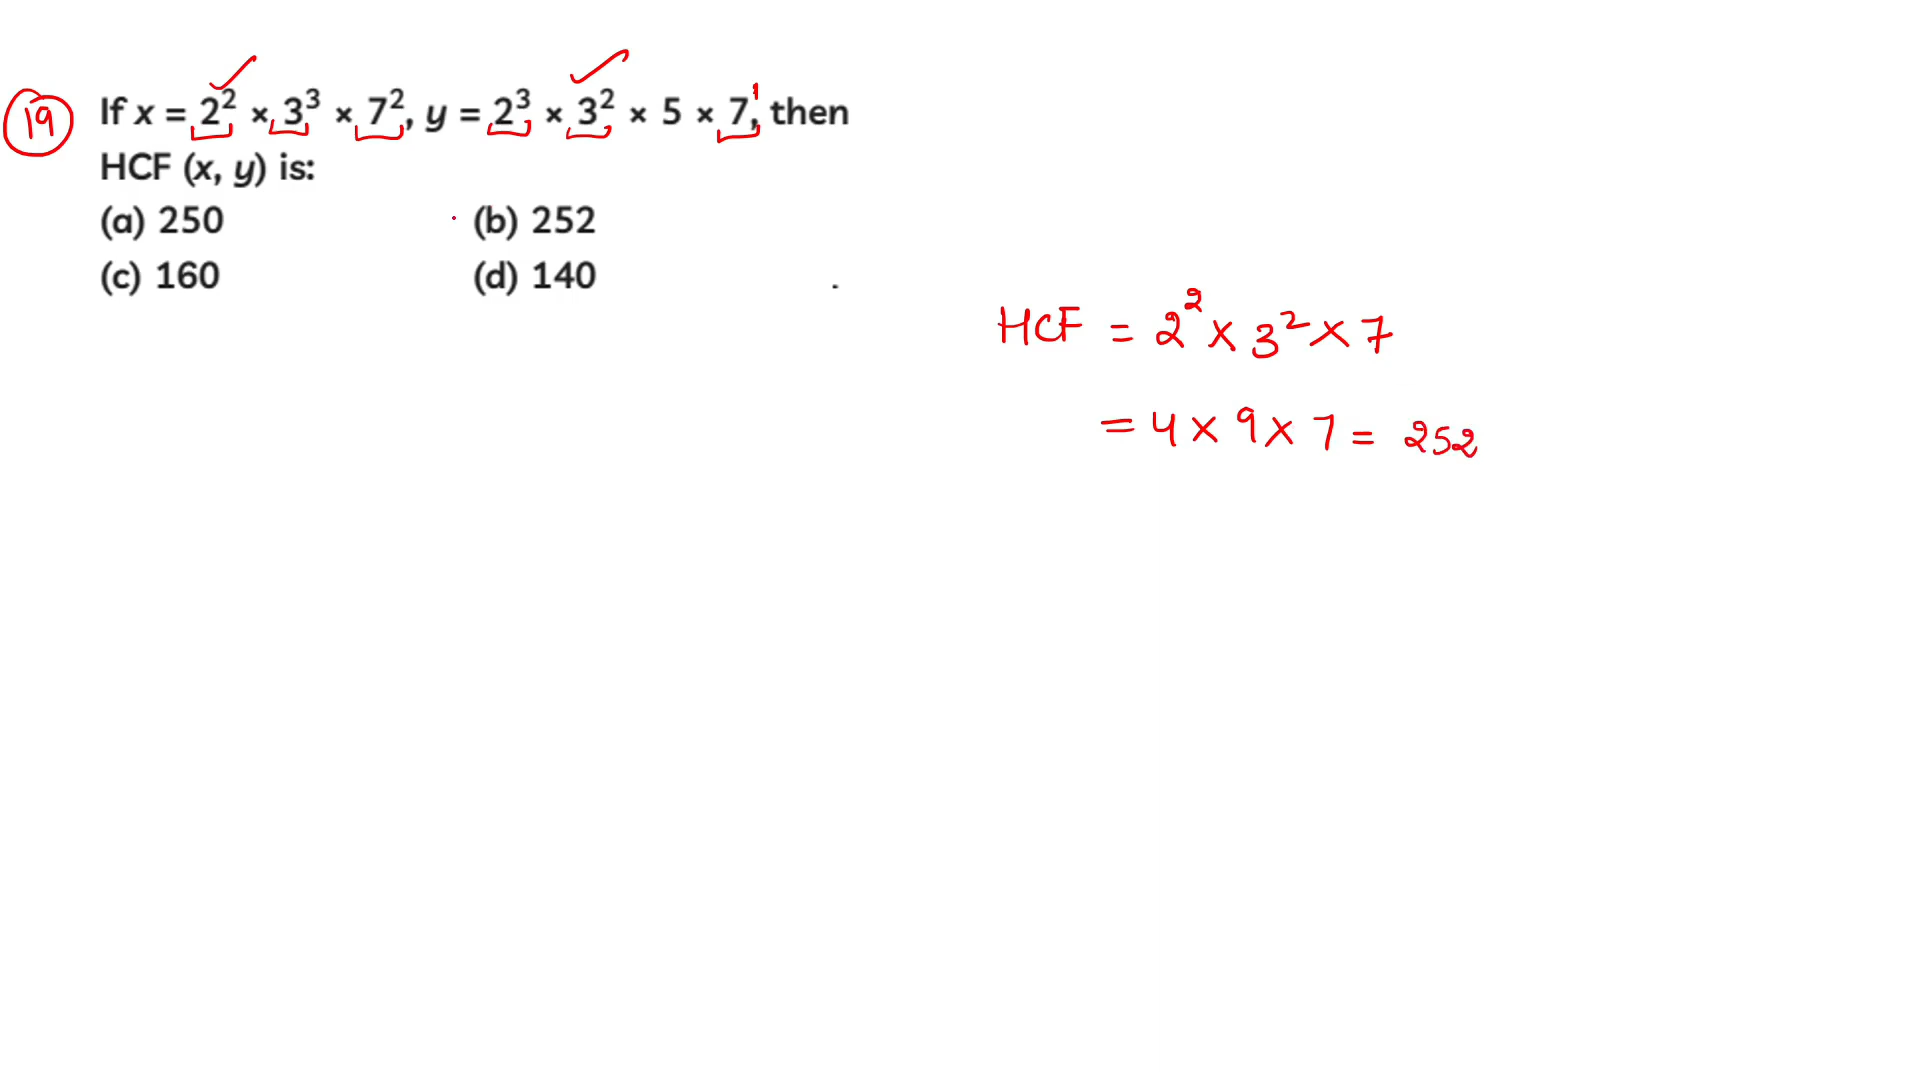 19 If x = 2² × 3³ × 7², y = 2³ × 3² × 5 × 7¹, then
HCF (x, y) is:
(a) 250 (b) 252
(c) 160 (d) 140
HCF = 2² × 3² × 7
= 4 × 9 × 7 = 252